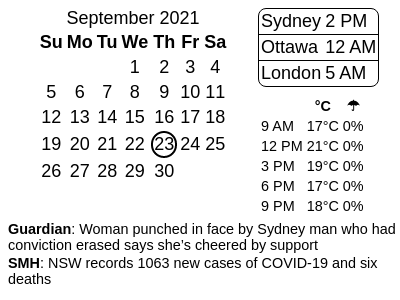 September 2021
Su Mo Tu We Th Fr Sa
1 2 3 4
5 6 7 8 9 10 11
12 13 14 15 16 17 18
19 20 21 22 23 24 25
26 27 28 29 30
Sydney 2 PM
Ottawa 12 AM
London 5 AM
°C ☂
9 AM 17°C 0%
12 PM 21°C 0%
3 PM 19°C 0%
6 PM 17°C 0%
9 PM 18°C 0%
Guardian: Woman punched in face by Sydney man who had
conviction erased says she’s cheered by support
SMH: NSW records 1063 new cases of COVID-19 and six
deaths